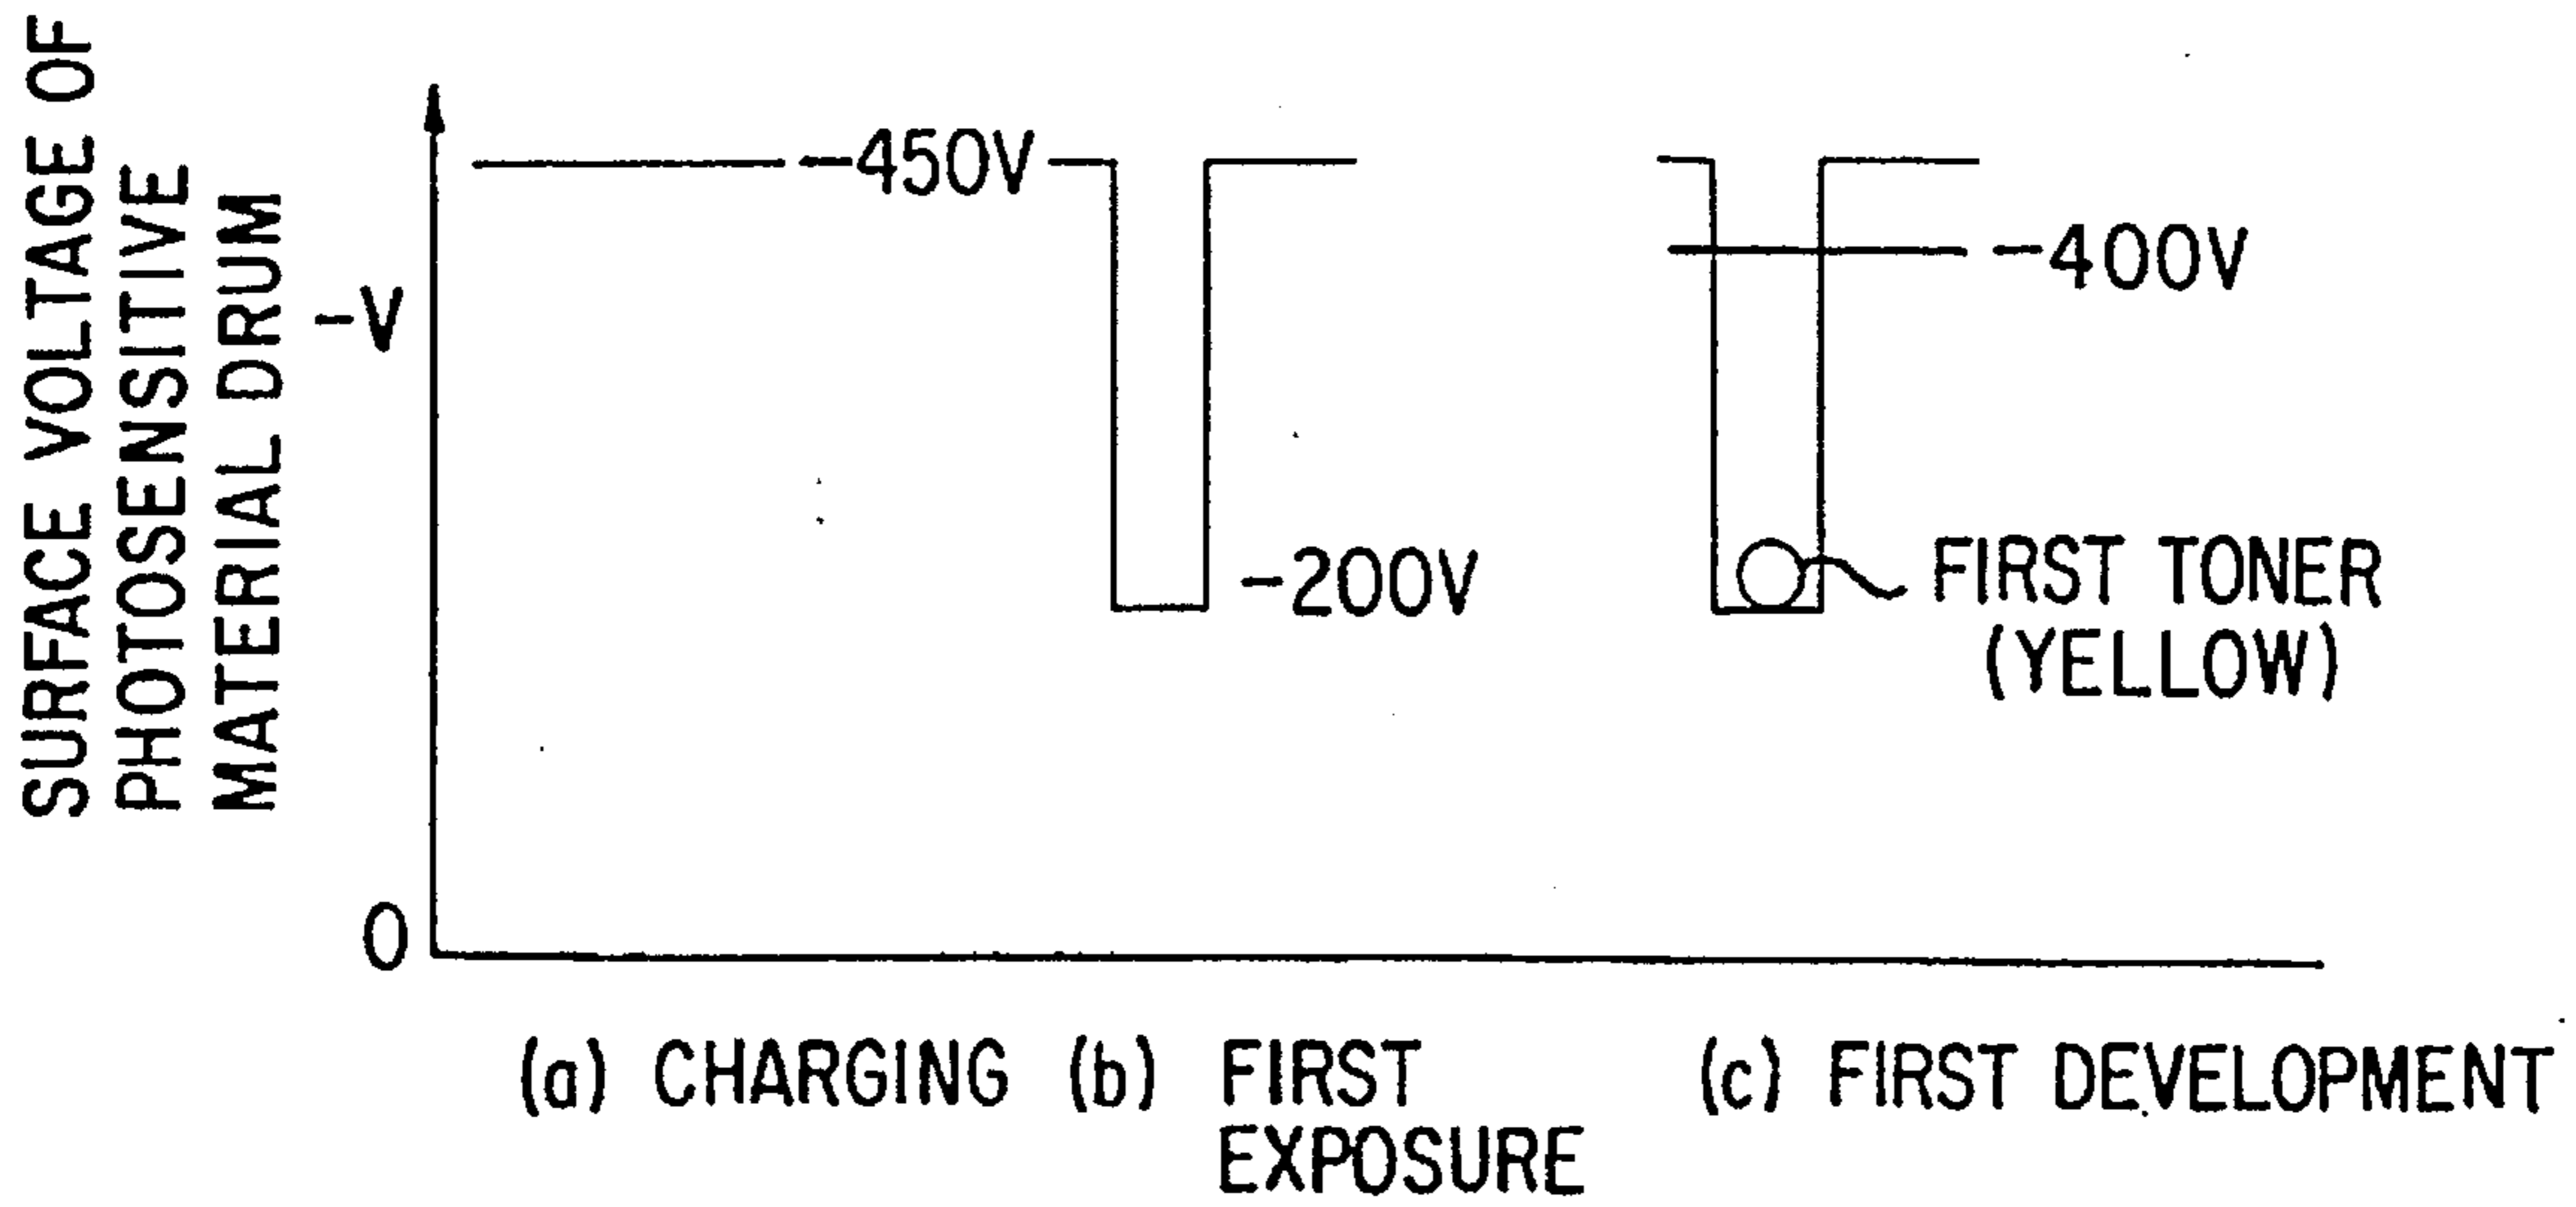 SURFACE VOLTAGE OF
PHOTOSENSITIVE
MATERIAL DRUM
-V
0
-450V
-200V
-400V
FIRST TONER
(YELLOW)
(a) CHARGING
(b) FIRST
EXPOSURE
(c) FIRST DEVELOPMENT